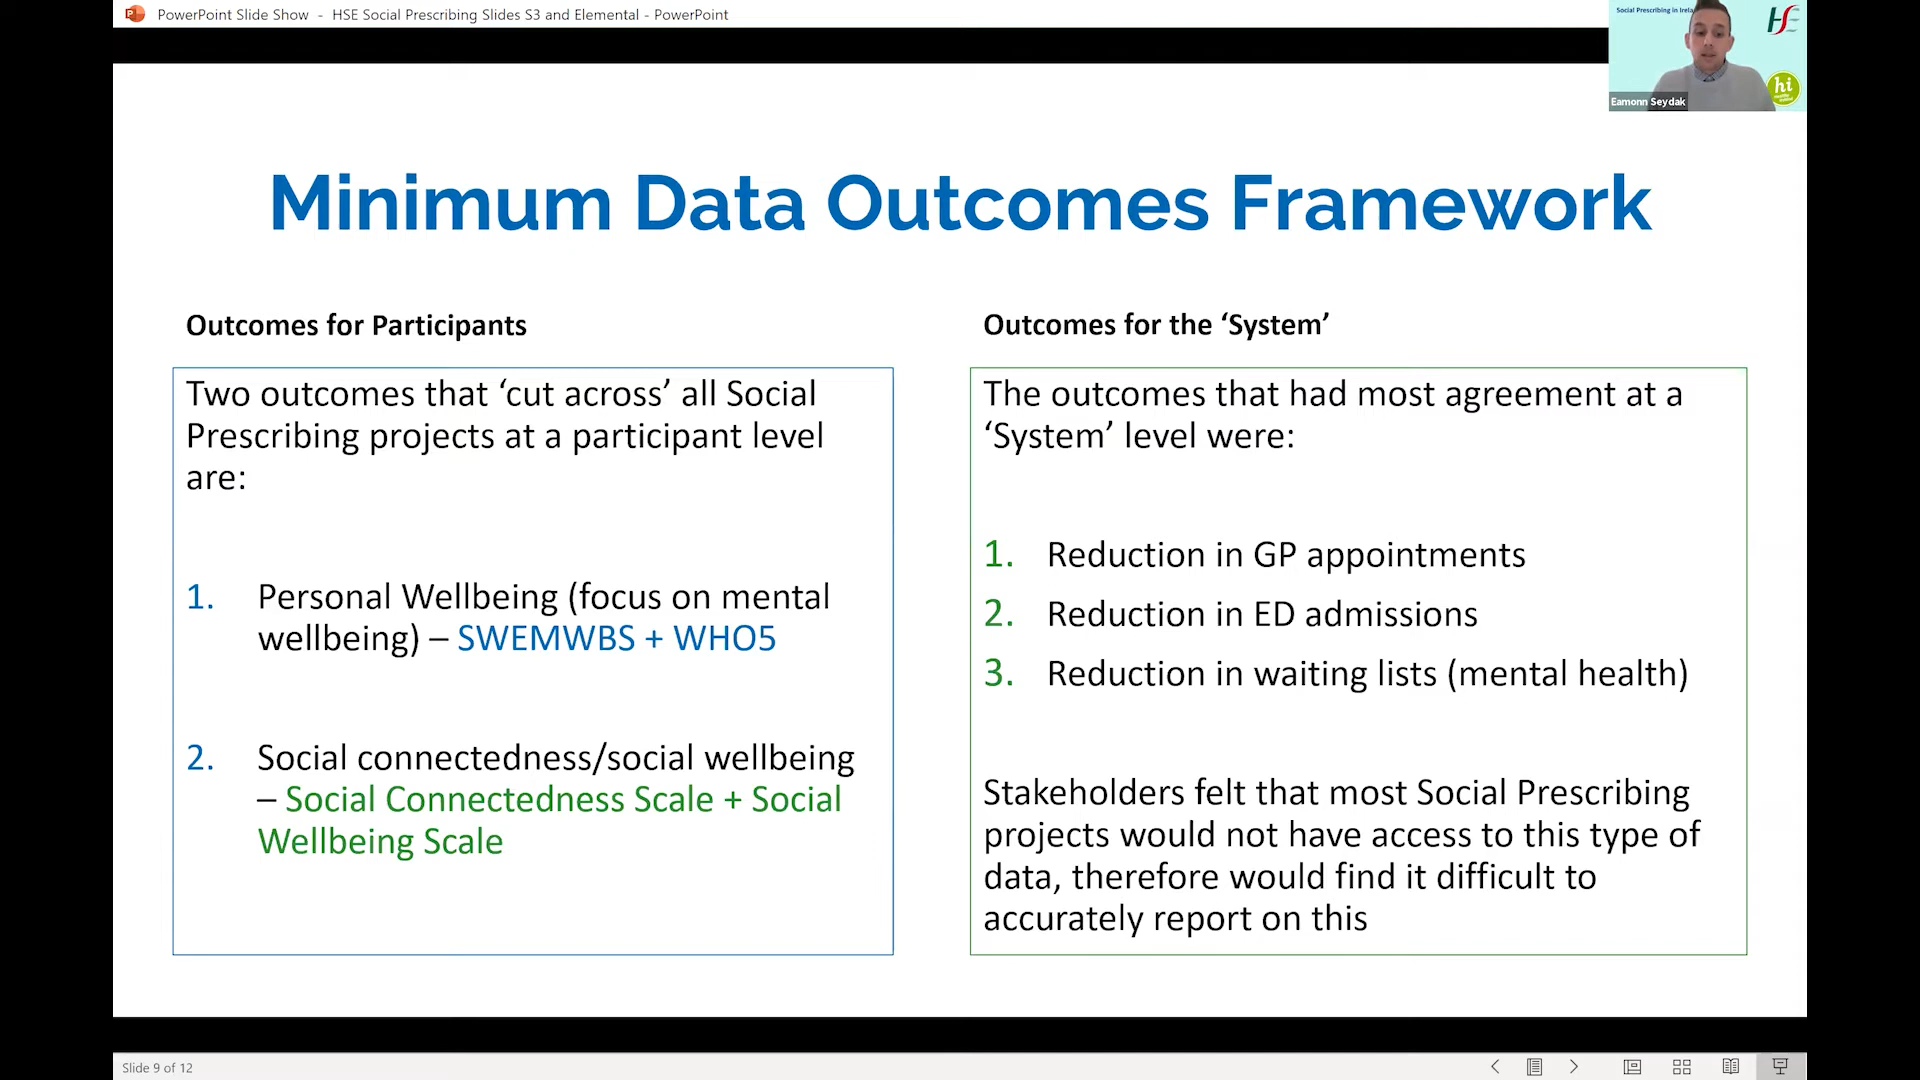 PowerPoint Slide Show - HSE Social Prescribing Slides S3 and Elemental - PowerPoint
Social Prescribing in Irela
HSE
hi
Eamonn Seydak
Minimum Data Outcomes Framework
Outcomes for Participants
Two outcomes that ‘cut across’ all Social
Prescribing projects at a participant level
are:
1. Personal Wellbeing (focus on mental
wellbeing) – SWEMWBS + WHO5
2. Social connectedness/social wellbeing
– Social Connectedness Scale + Social
Wellbeing Scale
Outcomes for the ‘System’
The outcomes that had most agreement at a
‘System’ level were:
1. Reduction in GP appointments
2. Reduction in ED admissions
3. Reduction in waiting lists (mental health)
Stakeholders felt that most Social Prescribing
projects would not have access to this type of
data, therefore would find it difficult to
accurately report on this
Slide 9 of 12